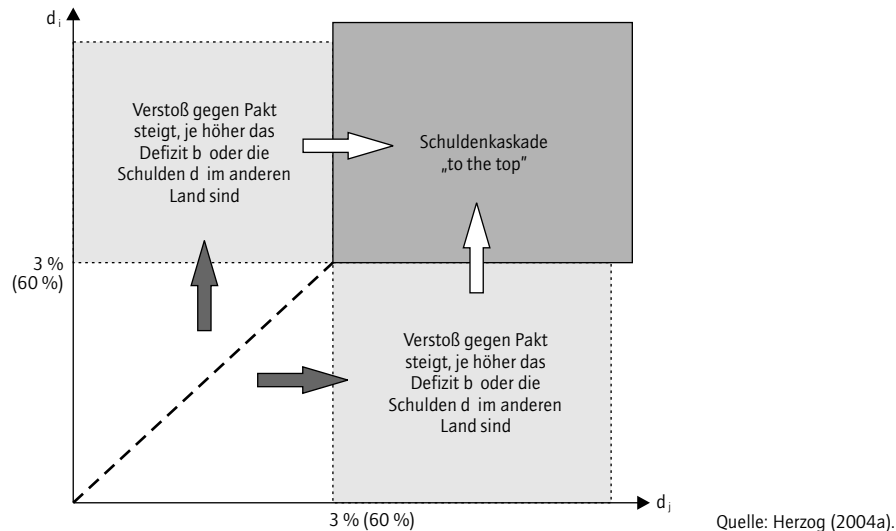 d i
Verstoß gegen Pakt
steigt, je höher das
Defizit b oder die
Schulden d im anderen
Land sind
Schuldenkaskade
„to the top”
3 %
(60 %)
Verstoß gegen Pakt
steigt, je höher das
Defizit b oder die
Schulden d im anderen
Land sind
d j
3 % (60 %)
Quelle: Herzog (2004a).